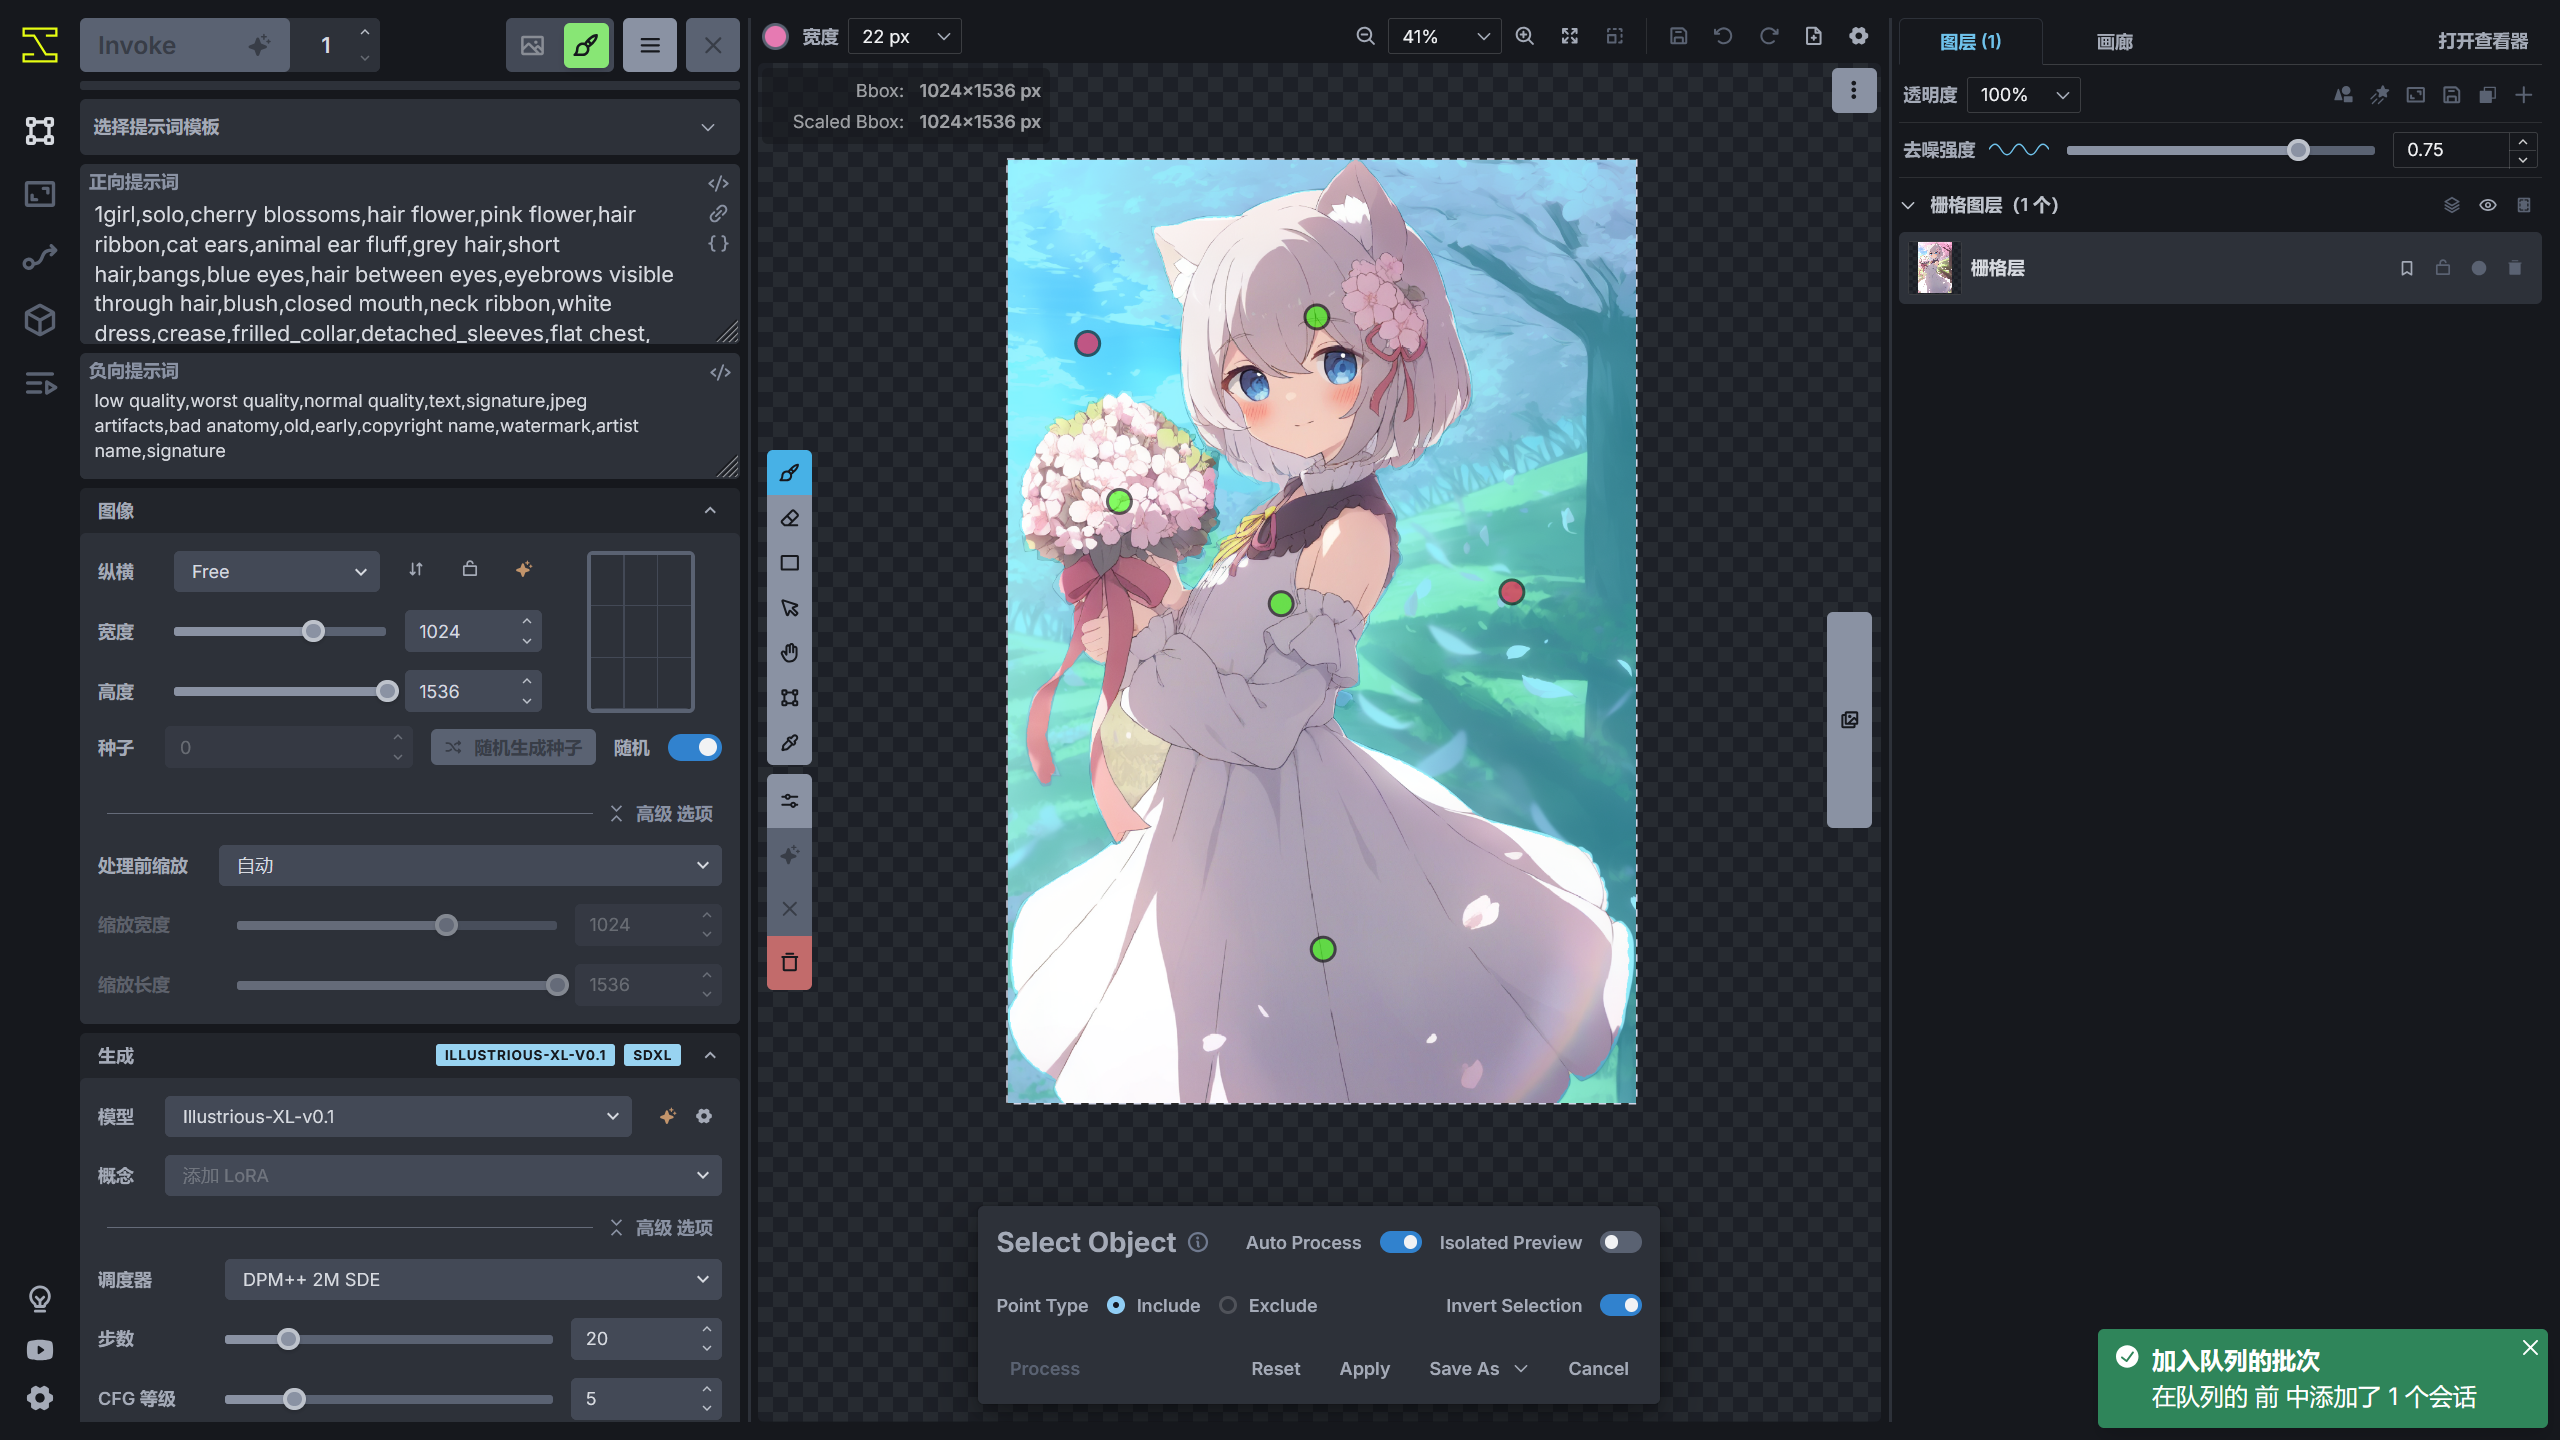 Invoke
1
选择提示词模板
正向提示词
1girl,solo,cherry blossoms,hair flower,pink flower,hair
ribbon,cat ears,animal ear fluff,grey hair,short
hair,bangs,blue eyes,hair between eyes,eyebrows visible
through hair,blush,closed mouth,neck ribbon,white
dress,crease,frilled_collar,detached_sleeves,flat chest,
负向提示词
low quality,worst quality,normal quality,text,signature,jpeg
artifacts,bad anatomy,old,early,copyright name,watermark,artist
name,signature
图像
纵横
Free
宽度
1024
高度
1536
种子
0
随机生成种子
随机
高级 选项
处理前缩放
自动
缩放宽度
1024
缩放长度
1536
生成
ILLUSTRIOUS-XL-V0.1
SDXL
模型
Illustrious-XL-v0.1
概念
添加 LoRA
高级 选项
调度器
DPM++ 2M SDE
步数
20
CFG 等级
5
宽度
22 px
41%
Bbox: 1024×1536 px
Scaled Bbox: 1024×1536 px
Select Object
Auto Process
Isolated Preview
Point Type
Include
Exclude
Invert Selection
Process
Reset
Apply
Save As
Cancel
图层 (1)
画廊
打开查看器
透明度
100%
去噪强度
0.75
栅格图层 (1 个)
栅格层
加入队列的批次
在队列的 前 中添加了 1 个会话